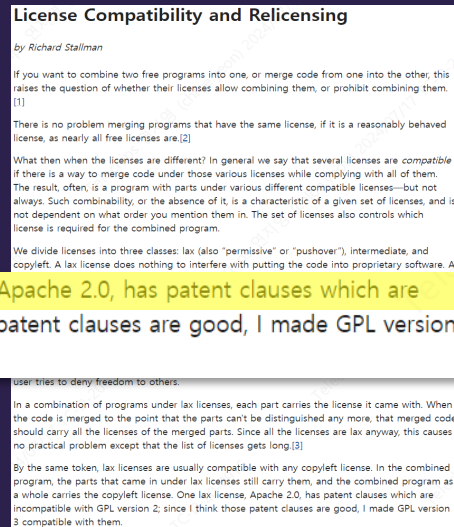 License Compatibility and Relicensing
by Richard Stallman
If you want to combine two free programs into one, or merge code from one into the other, this
raises the question of whether their licenses allow combining them, or prohibit combining them.
[1]
There is no problem merging programs that have the same license, if it is a reasonably behaved
license, as nearly all free licenses are.[2]
What then when the licenses are different? In general we say that several licenses are compatible
if there is a way to merge code under those various licenses while complying with all of them.
The result, often, is a program with parts under various different compatible licenses—but not
always. Such combinability, or the absence of it, is a characteristic of a given set of licenses, and is
not dependent on what order you mention them in. The set of licenses also controls which
license is required for the combined program.
We divide licenses into three classes: lax (also "permissive" or "pushover"), intermediate, and
copyleft. A lax license does nothing to interfere with putting the code into proprietary software. A
Apache 2.0, has patent clauses which are
patent clauses are good, I made GPL version
user tries to deny freedom to others.
In a combination of programs under lax licenses, each part carries the license it came with. When
the code is merged to the point that the parts can't be distinguished any more, that merged code
should carry all the licenses of the merged parts. Since all the licenses are lax anyway, this causes
no practical problem except that the list of licenses gets long.[3]
By the same token, lax licenses are usually compatible with any copyleft license. In the combined
program, the parts that came in under lax licenses still carry them, and the combined program as
a whole carries the copyleft license. One lax license, Apache 2.0, has patent clauses which are
incompatible with GPL version 2; since I think those patent clauses are good, I made GPL version
3 compatible with them.